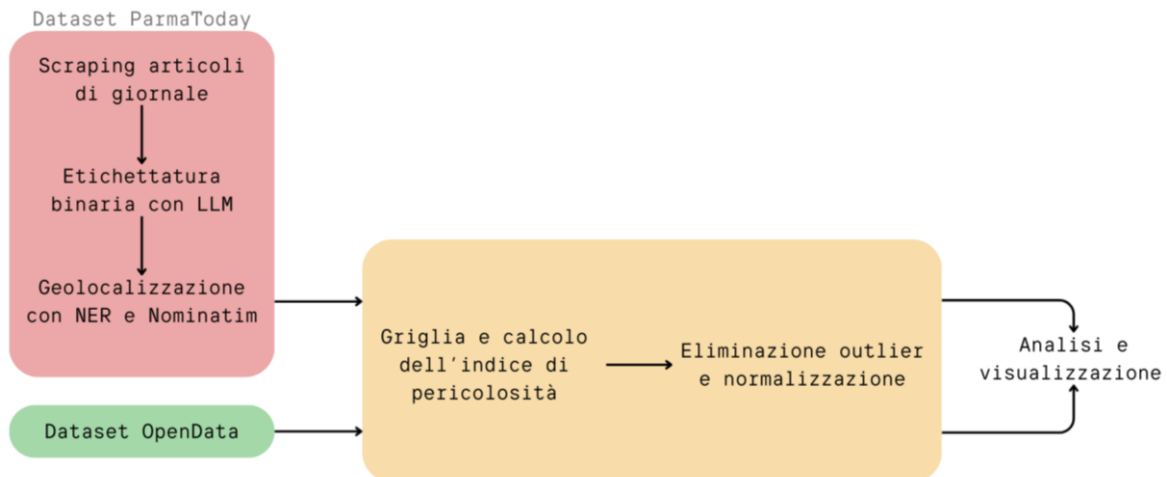 Dataset ParmaToday
Scraping articoli
di giornale
Etichettatura
binaria con LLM
Geolocalizzazione
con NER e Nominatim
Dataset OpenData
Griglia e calcolo
dell'indice di
pericolosità
Eliminazione outlier
e normalizzazione
Analisi e
visualizzazione